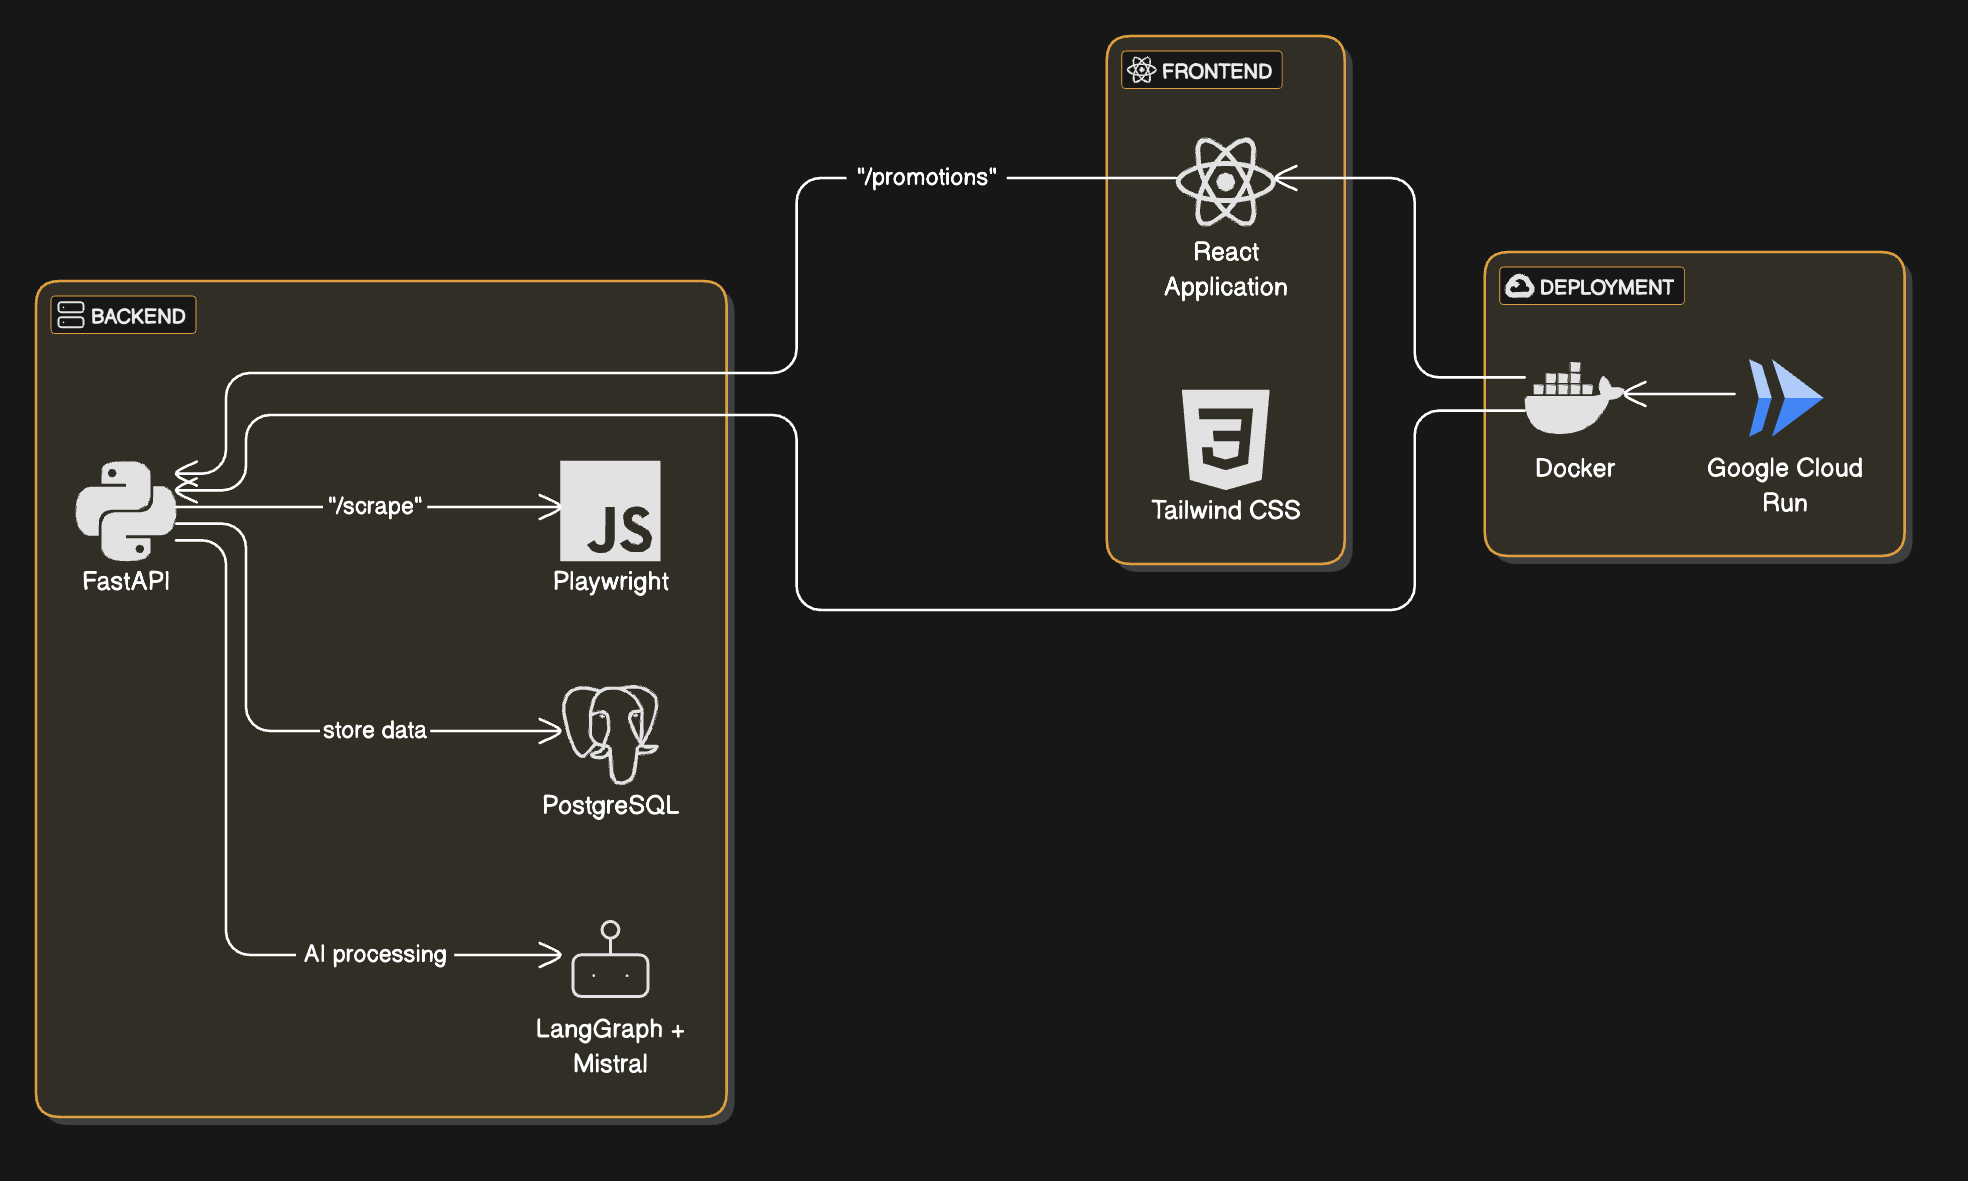 FRONTEND
"/promotions"
React
Application
DEPLOYMENT
BACKEND
Docker
Google Cloud
Run
"/scrape"
JS
Tailwind CSS
FastAPI
Playwright
store data
PostgreSQL
AI processing
LangGraph +
Mistral